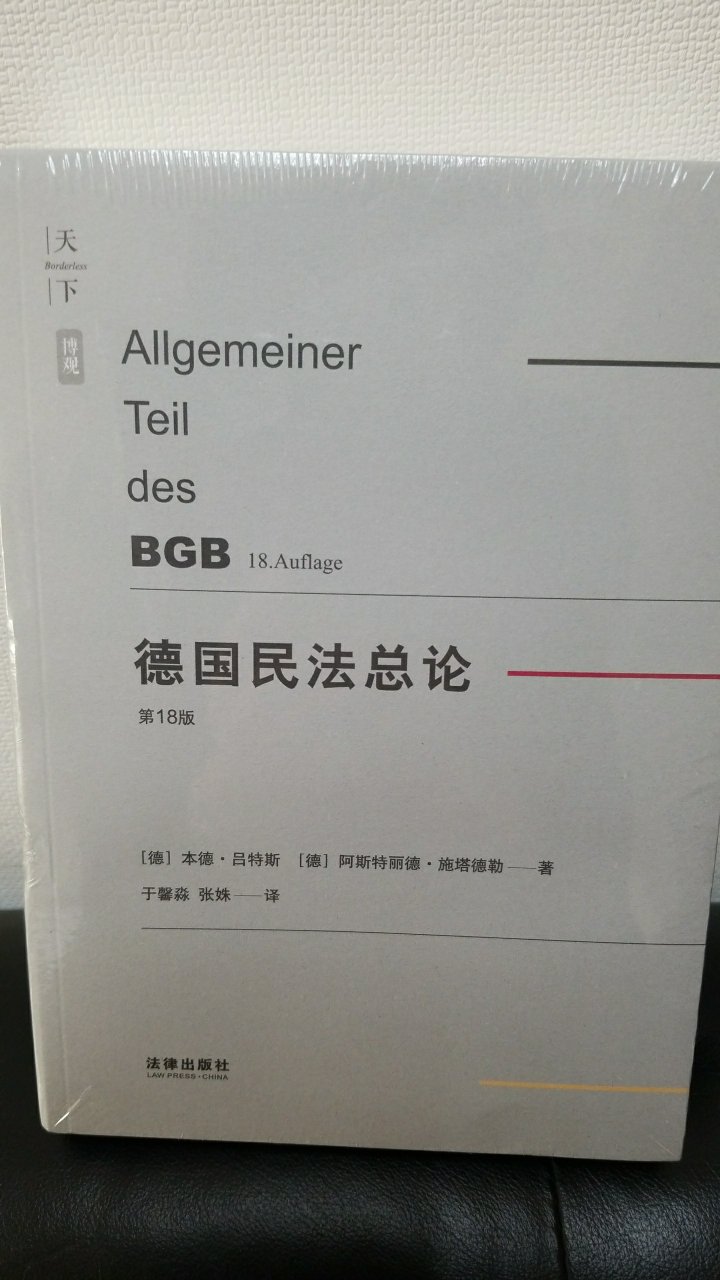 天
Borderless
下
博观
Allgemeiner
Teil
des
BGB 18.Auflage
德国民法总论
第18版
[德] 本德·吕特斯 [德] 阿斯特丽德·施塔德勒——著
于馨淼 张姝——译
法律出版社
LAW PRESS·CHINA